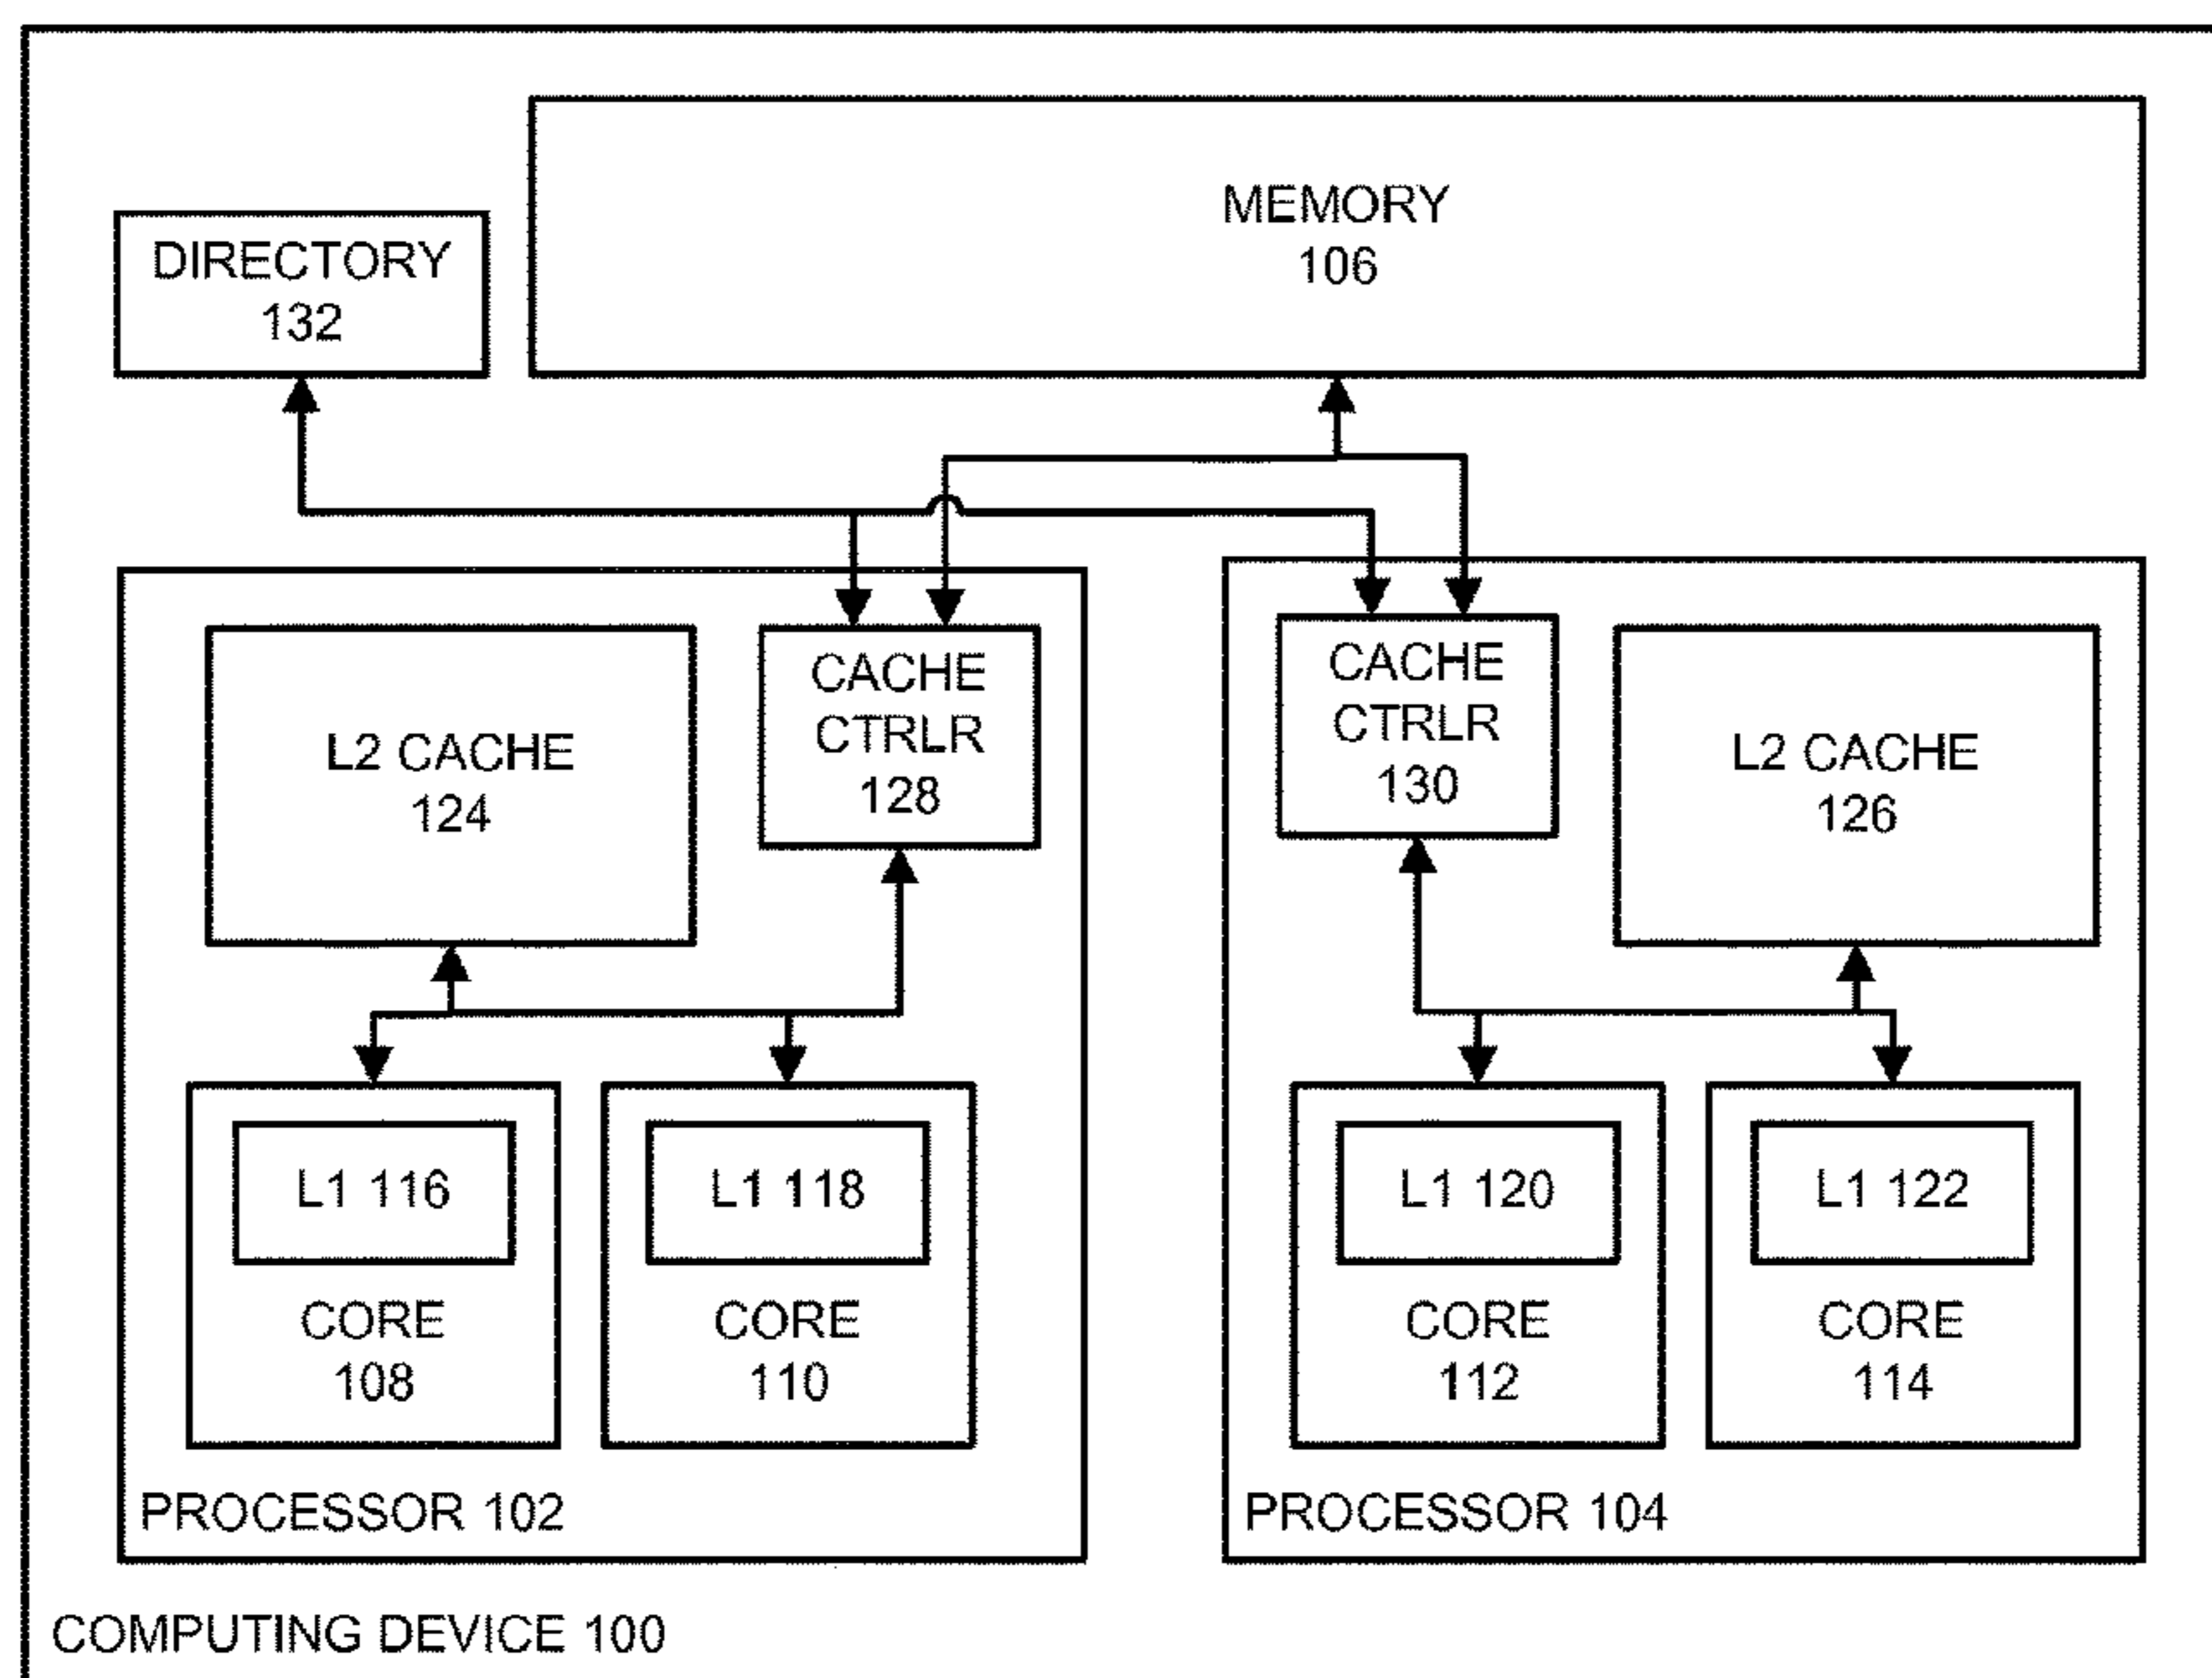 MEMORY
106
DIRECTORY
132
L2 CACHE
124
CACHE
CTRLR
128
CACHE
CTRLR
130
L2 CACHE
126
L1 116
CORE
108
L1 118
CORE
110
L1 120
CORE
112
L1 122
CORE
114
PROCESSOR 102
PROCESSOR 104
COMPUTING DEVICE 100